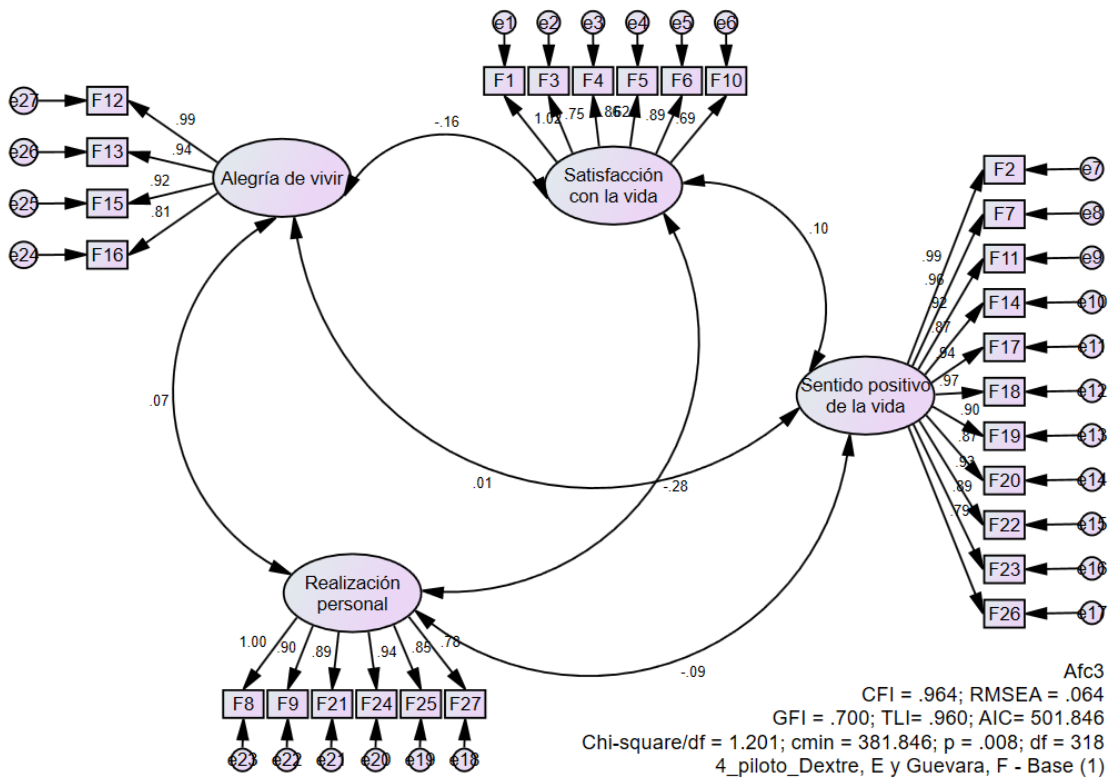 e1 e2 e3 e4 e5 e6
F1 F3 F4 F5 F6 F10
1.02 .75 .86 .62 .89 .69
Satisfacción
con la vida
e27 F12 .99
e26 F13 .94
e25 F15 .92
e24 F16 .81
Alegría de vivir
-.16
.10
.07
.01
-.28
-.09
F2 e7
F7 e8
F11 e9
F14 e10
F17 e11
F18 e12
F19 e13
F20 e14
F22 e15
F23 e16
F26 e17
.99
.96
.92
.87
.94
.97
.90
.87
.93
.89
.79
Sentido positivo
de la vida
Realización
personal
1.00 .90 .89 .94 .85 .78
F8 F9 F21 F24 F25 F27
e23 e22 e21 e20 e19 e18
Afc3
CFI = .964; RMSEA = .064
GFI = .700; TLI= .960; AIC= 501.846
Chi-square/df = 1.201; cmin = 381.846; p = .008; df = 318
4_piloto_Dextre, E y Guevara, F - Base (1)